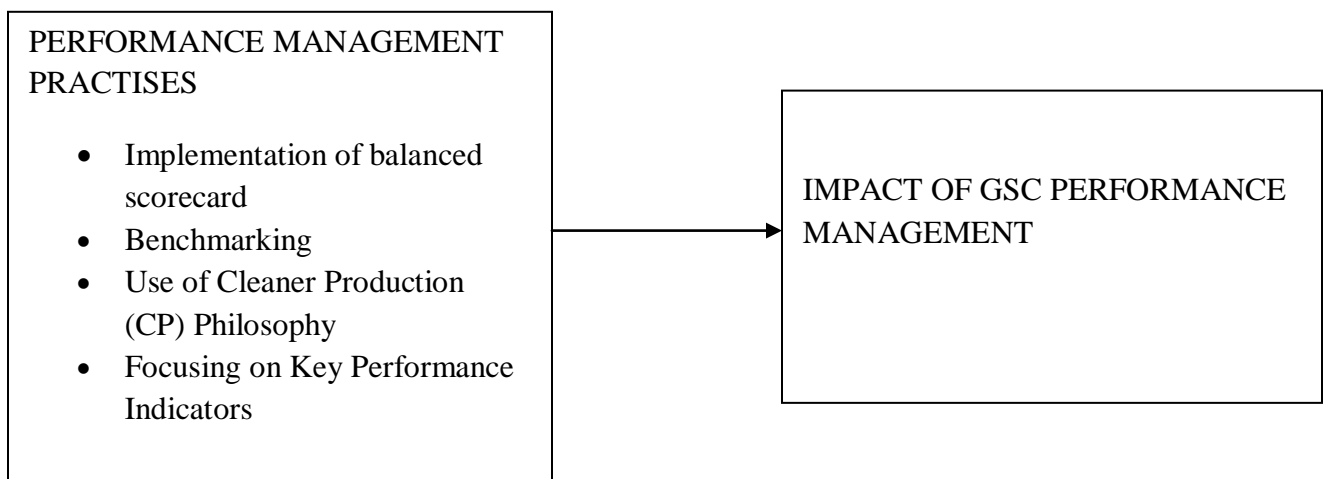 PERFORMANCE MANAGEMENT
PRACTISES
• Implementation of balanced
scorecard
• Benchmarking
• Use of Cleaner Production
(CP) Philosophy
• Focusing on Key Performance
Indicators
IMPACT OF GSC PERFORMANCE
MANAGEMENT